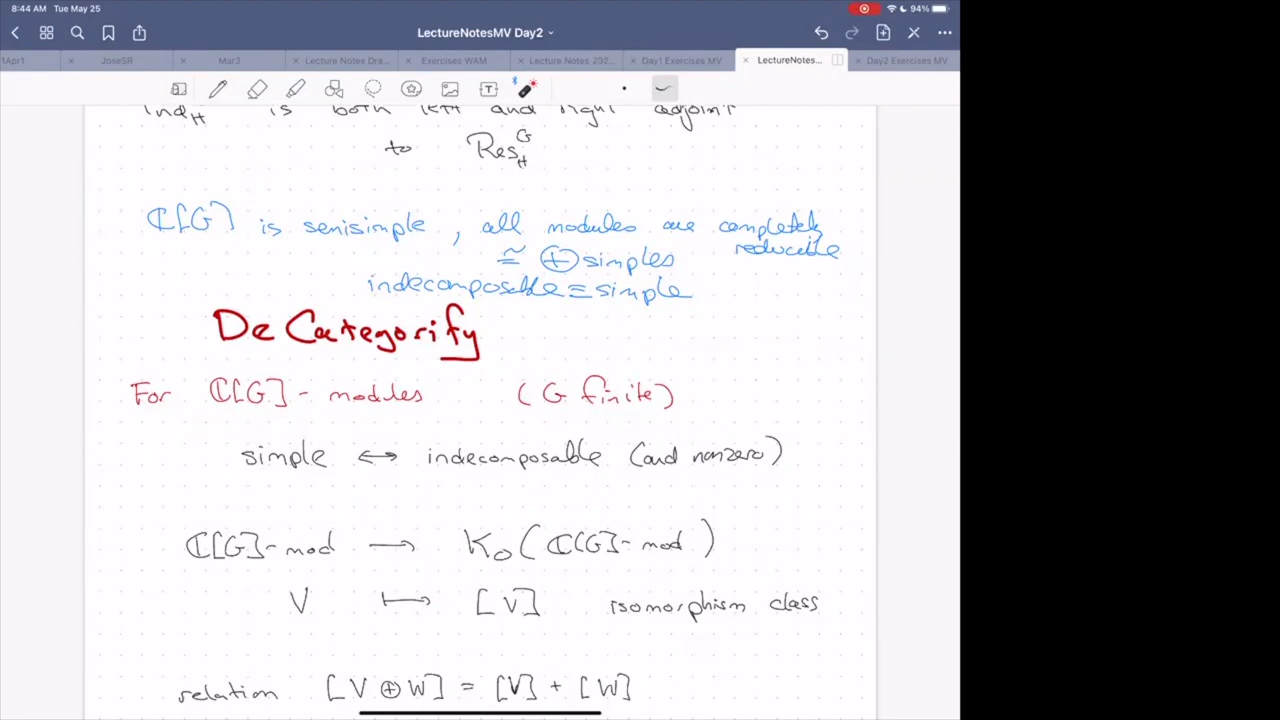 8:44 AM Tue May 25
94%
LectureNotesMV Day2
1Apr1
JoseSR
Mar3
Lecture Notes Dra...
Exercises WAM
Lecture Notes 202...
Day1 Exercises MV
LectureNotes...
Day2 Exercises MV
Ind_H is both left and right adjoint
to Res^G_H
ℂ[G] is semisimple, all modules are completely
reducible
≅ ⊕ simples
indecomposable ≡ simple
DeCategorify
For ℂ[G]-modules (G finite)
simple ↔ indecomposable (and nonzero)
ℂ[G]-mod → K_0(ℂ[G]-mod)
V ↦ [V] isomorphism class
relation [V ⊕ W] = [V] + [W]